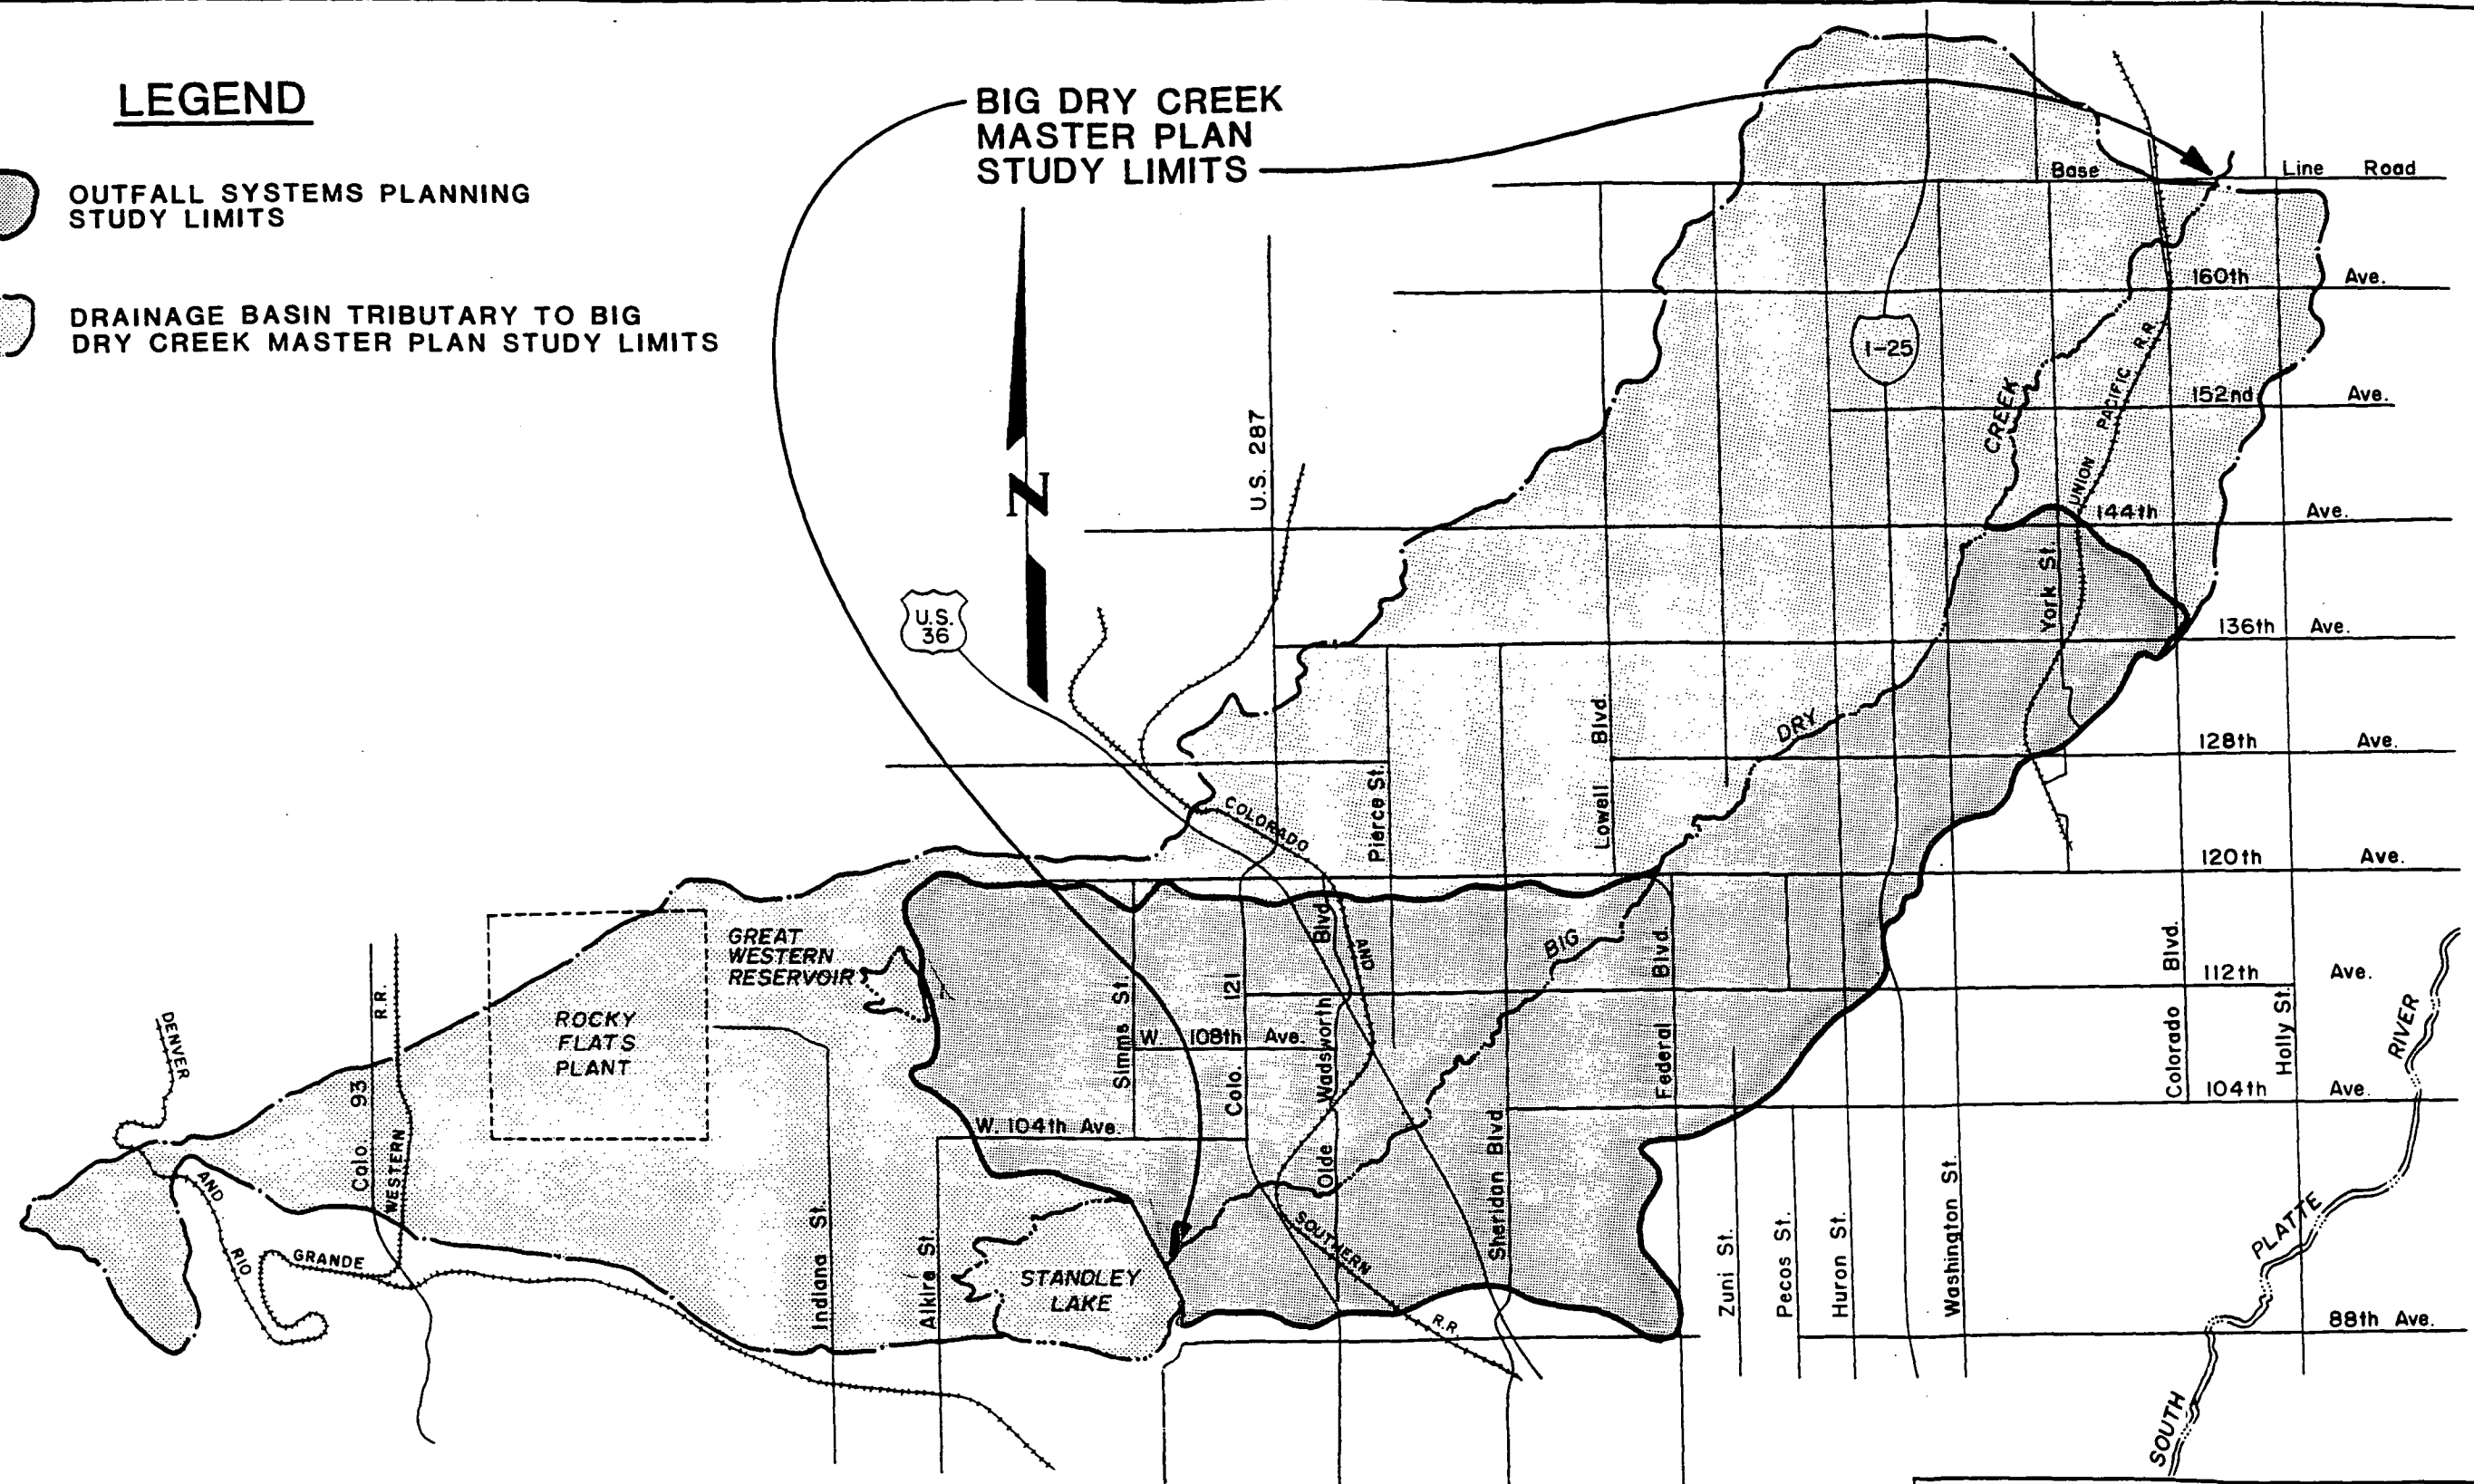 LEGEND
OUTFALL SYSTEMS PLANNING
STUDY LIMITS
DRAINAGE BASIN TRIBUTARY TO BIG
DRY CREEK MASTER PLAN STUDY LIMITS
BIG DRY CREEK
MASTER PLAN
STUDY LIMITS
N
Base Line Road
160th Ave.
I-25
152nd Ave.
CREEK
UNION PACIFIC R.R.
U.S. 287
144th Ave.
York St.
U.S.
36
136th Ave.
DRY
128th Ave.
Lowell Blvd.
Pierce St.
COLORADO
120th Ave.
GREAT
WESTERN
RESERVOIR
Blvd.
AND
BIG
Federal Blvd.
Colorado Blvd.
112th Ave.
Holly St.
RIVER
R.R.
DENVER
ROCKY
FLATS
PLANT
Simms St.
Colo. 121
W. 108th Ave.
Olde Wadsworth
Colo. 93
WESTERN
W. 104th Ave.
104th Ave.
Sheridan Blvd
AND
RIO
GRANDE
Indiana St.
Alkire St.
STANDLEY
LAKE
SOUTHERN
R.R.
Zuni St.
Pecos St.
Huron St.
Washington St.
PLATTE
88th Ave.
SOUTH